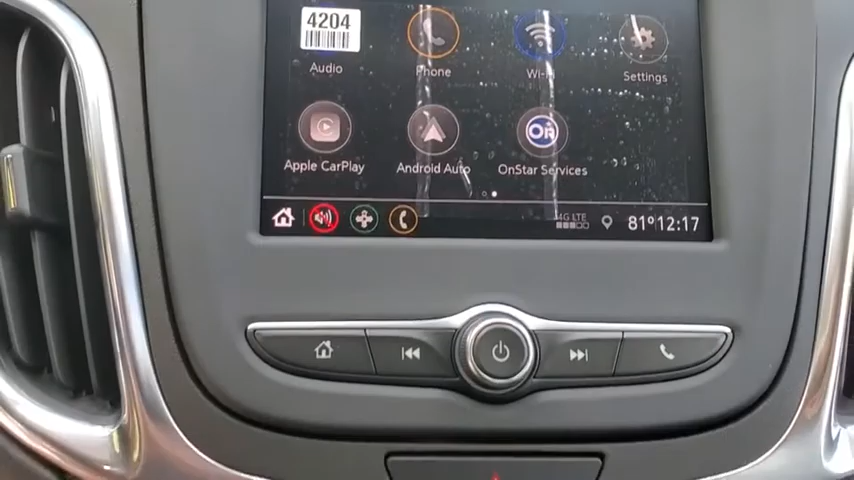 4204
Audio
Phone
Wi-Fi
Settings
Apple CarPlay
Android Auto
OnStar Services
4G LTE
81° 12:17